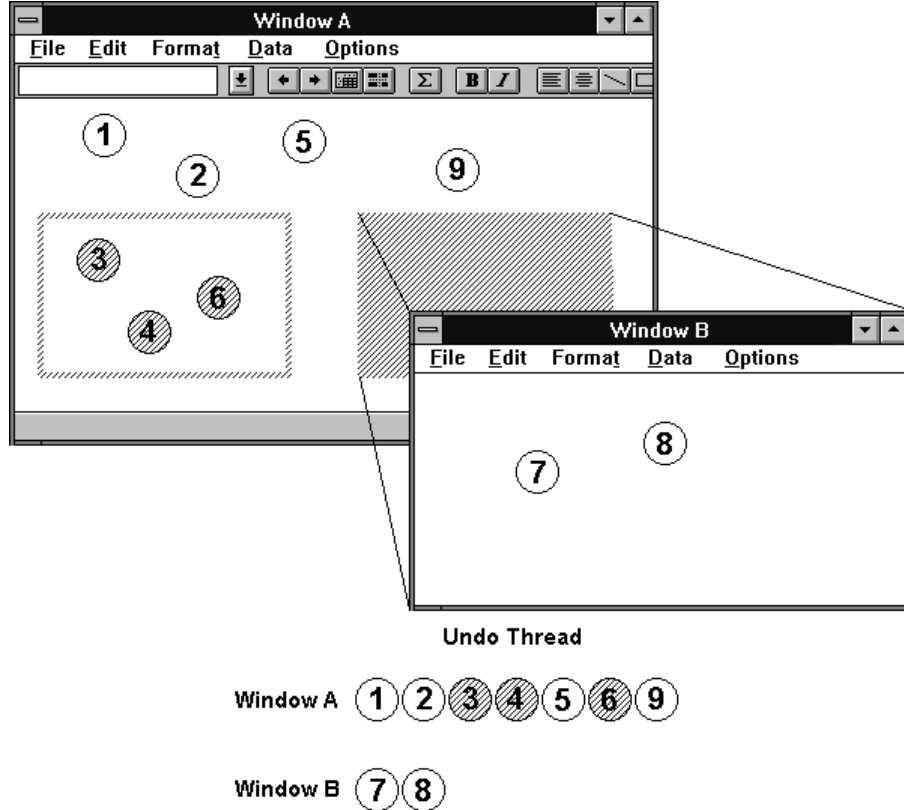 Window A
File Edit Format Data Options
Σ B I
1 5
2 9
3
6
4
Window B
File Edit Format Data Options
8
7
Undo Thread
Window A 1 2 3 4 5 6 9
Window B 7 8